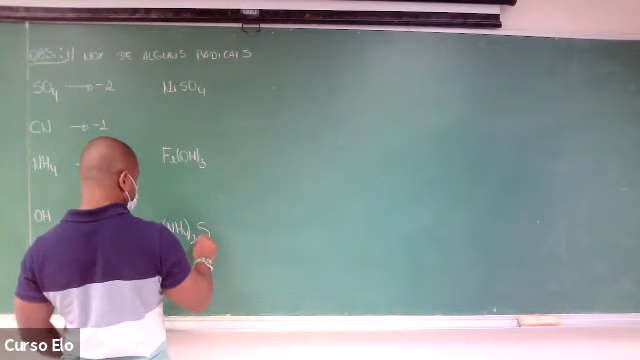 OBS: // NOX DE ALGUNS RADICAIS
SO4 → -2 NiSO4
CN → -1
NH4 Fe(OH)3
OH (NH4)2S
Curso Elo